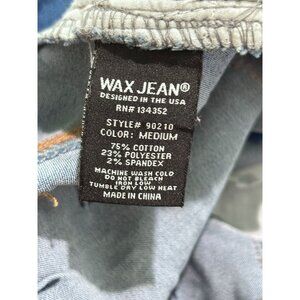 WAX JEAN®
DESIGNED IN THE USA
RN# 134352
STYLE# 90210
COLOR: MEDIUM
75% COTTON
23% POLYESTER
2% SPANDEX
MACHINE WASH COLD
DO NOT BLEACH
IRON LOW
TUMBLE DRY LOW HEAT
MADE IN CHINA